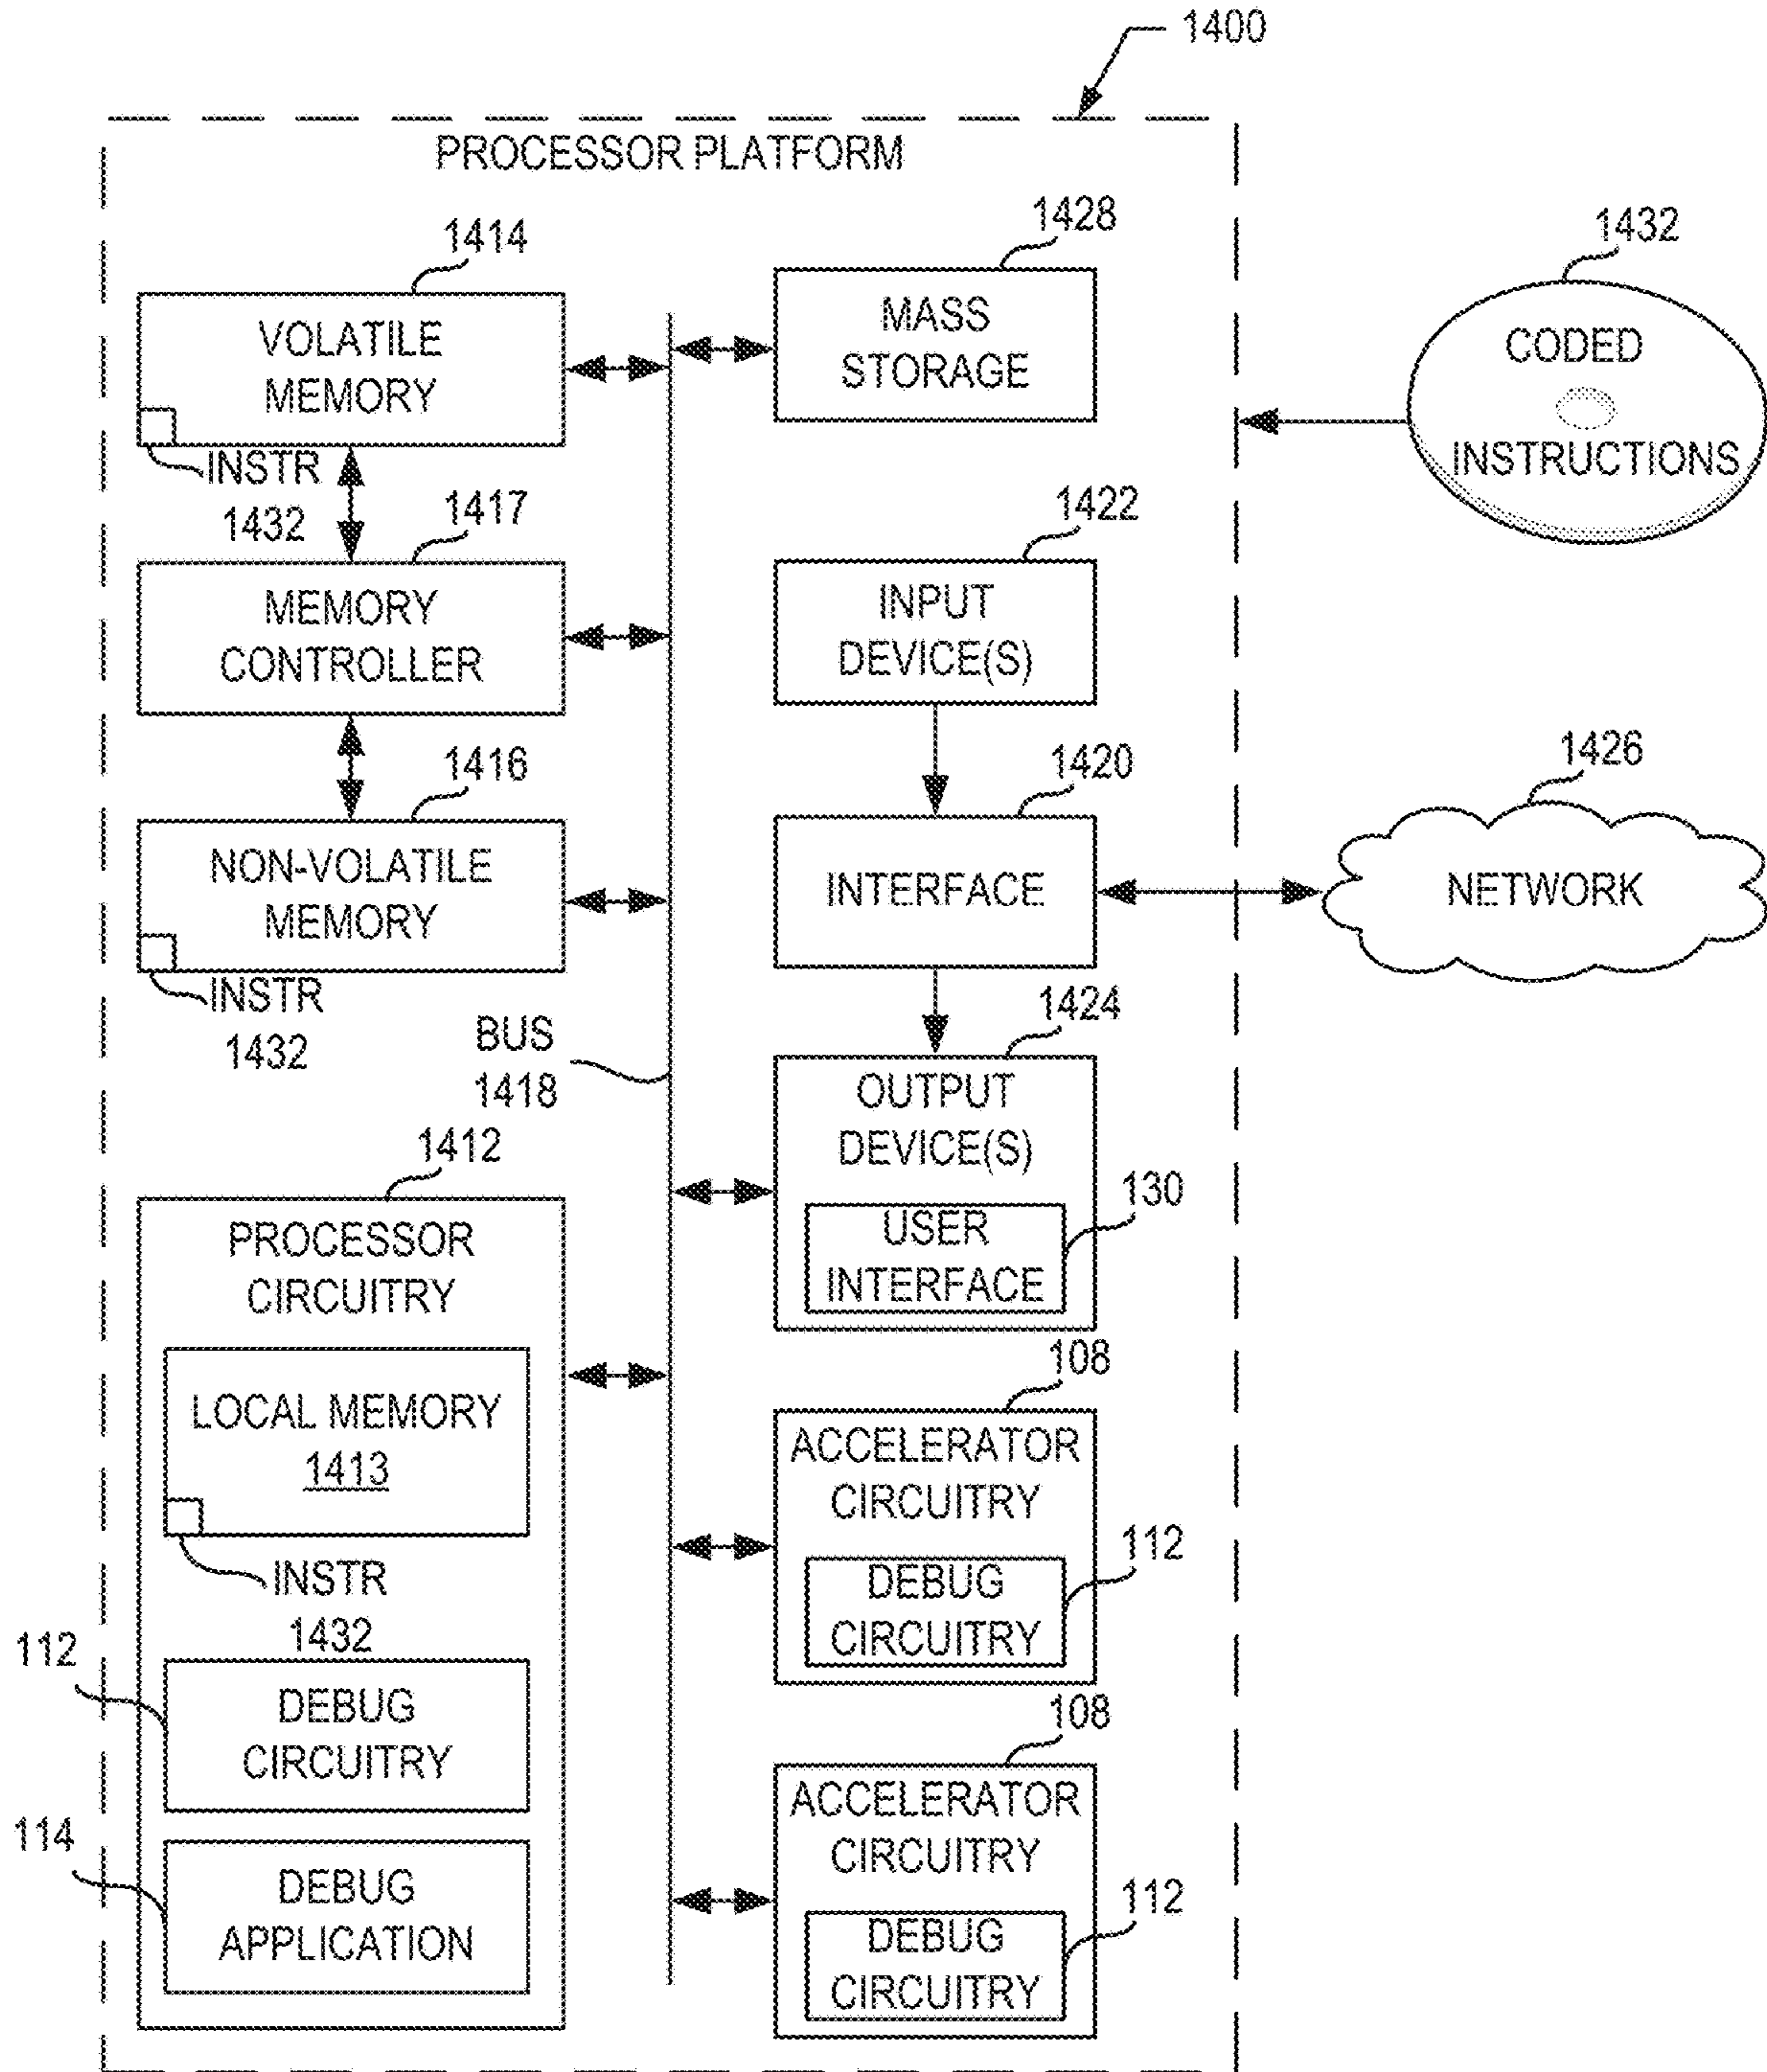 1400
PROCESSOR PLATFORM
1414
VOLATILE
MEMORY
INSTR
1432
1417
MEMORY
CONTROLLER
1416
NON-VOLATILE
MEMORY
INSTR
1432
BUS
1418
1412
PROCESSOR
CIRCUITRY
LOCAL MEMORY
1413
INSTR
1432
112
DEBUG
CIRCUITRY
114
DEBUG
APPLICATION
1428
MASS
STORAGE
1422
INPUT
DEVICE(S)
1420
INTERFACE
1424
OUTPUT
DEVICE(S)
130
USER
INTERFACE
108
ACCELERATOR
CIRCUITRY
112
DEBUG
CIRCUITRY
108
ACCELERATOR
CIRCUITRY
112
DEBUG
CIRCUITRY
1432
CODED
INSTRUCTIONS
1426
NETWORK